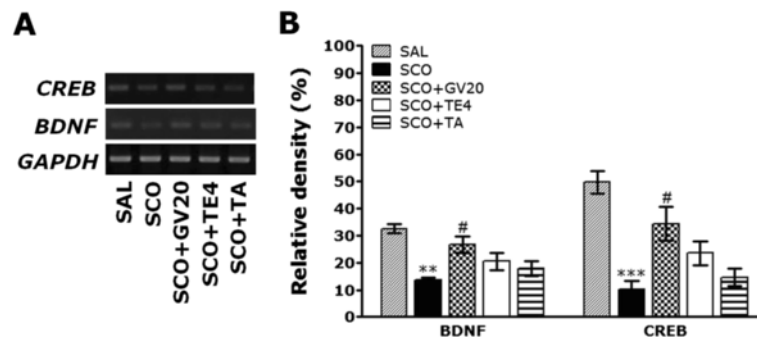 A
CREB
BDNF
GAPDH
SAL
SCO
SCO+GV20
SCO+TE4
SCO+TA
B
Relative density (%)
100
90
80
70
60
50
40
30
20
10
0
SAL
SCO
SCO+GV20
SCO+TE4
SCO+TA
**
#
***
#
BDNF
CREB